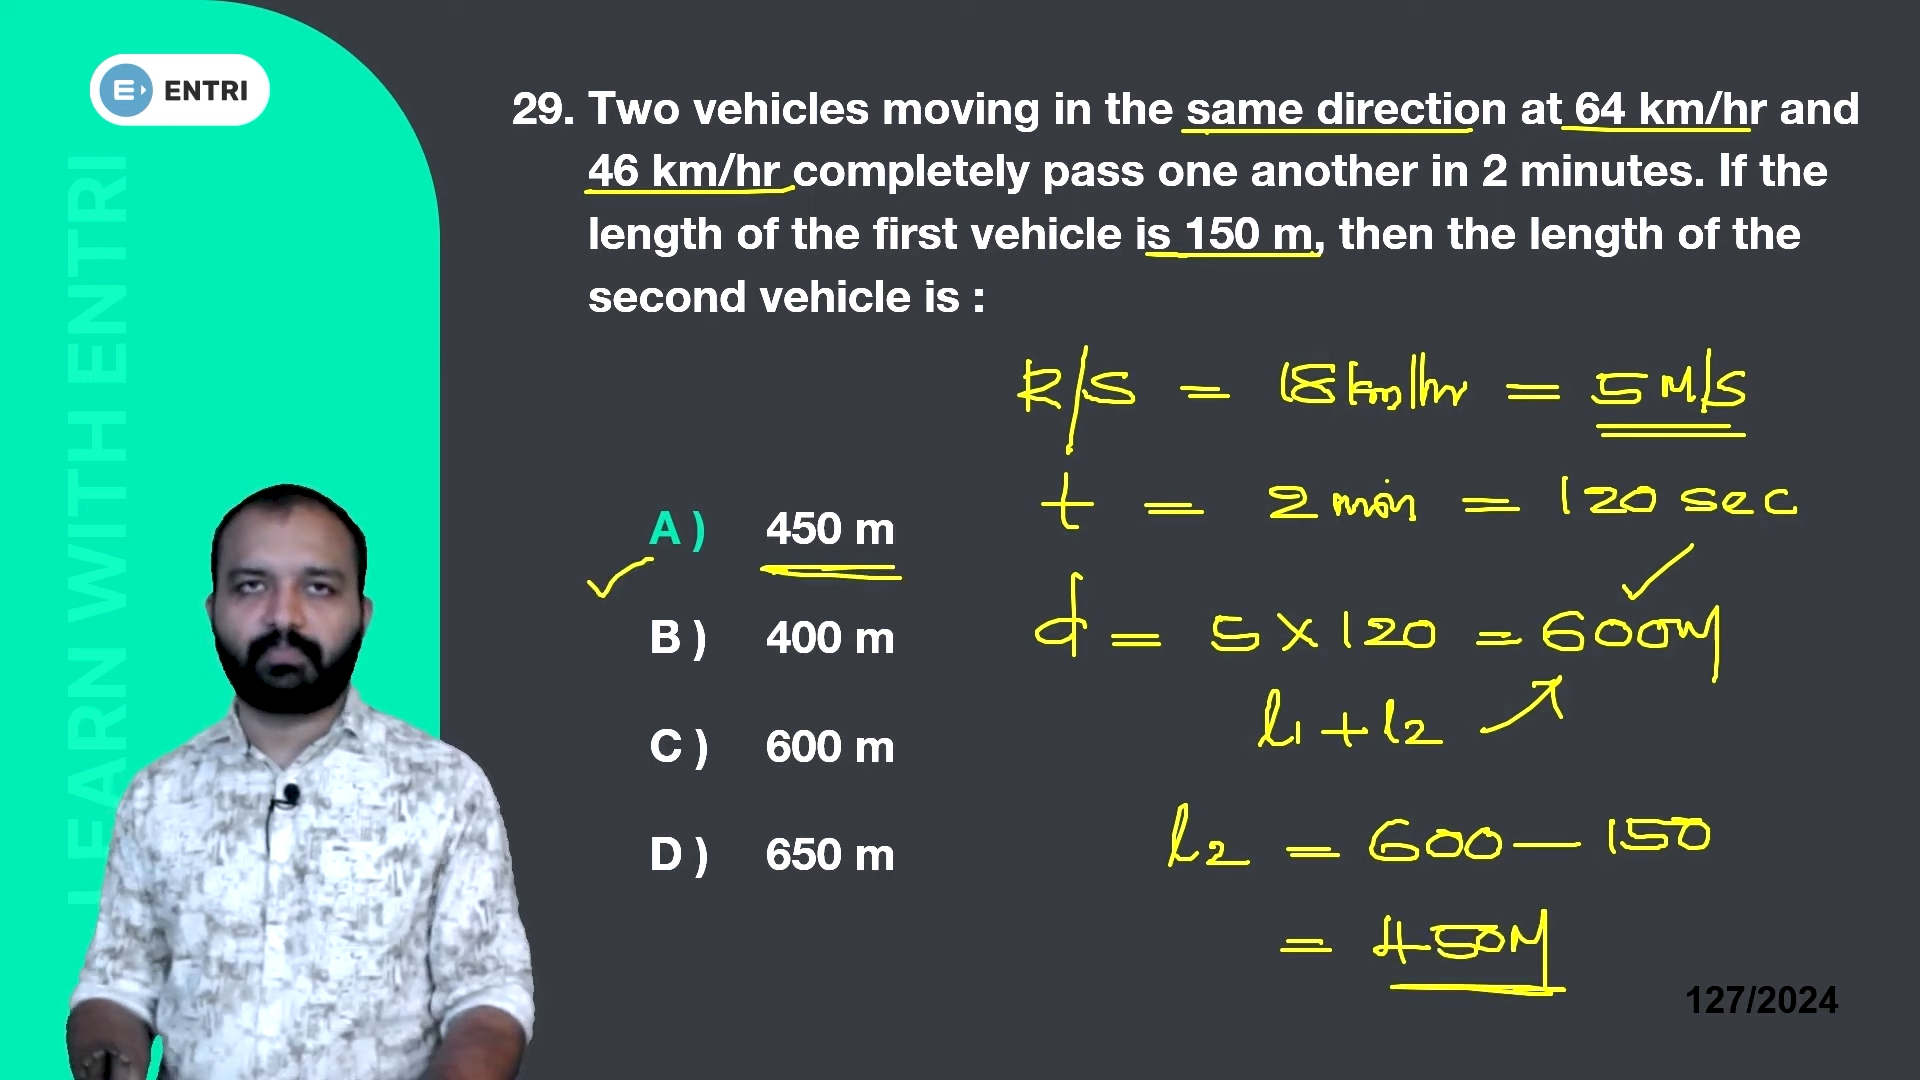 ENTRI
LEARN WITH ENTRI
29. Two vehicles moving in the same direction at 64 km/hr and
46 km/hr completely pass one another in 2 minutes. If the
length of the first vehicle is 150 m, then the length of the
second vehicle is :
R/S = 18 km/hr = 5 M/S
t = 2 min = 120 sec
A) 450 m
d = 5 × 120 = 600M
B) 400 m
l1 + l2
C) 600 m
l2 = 600 – 150
D) 650 m
= 450M
127/2024